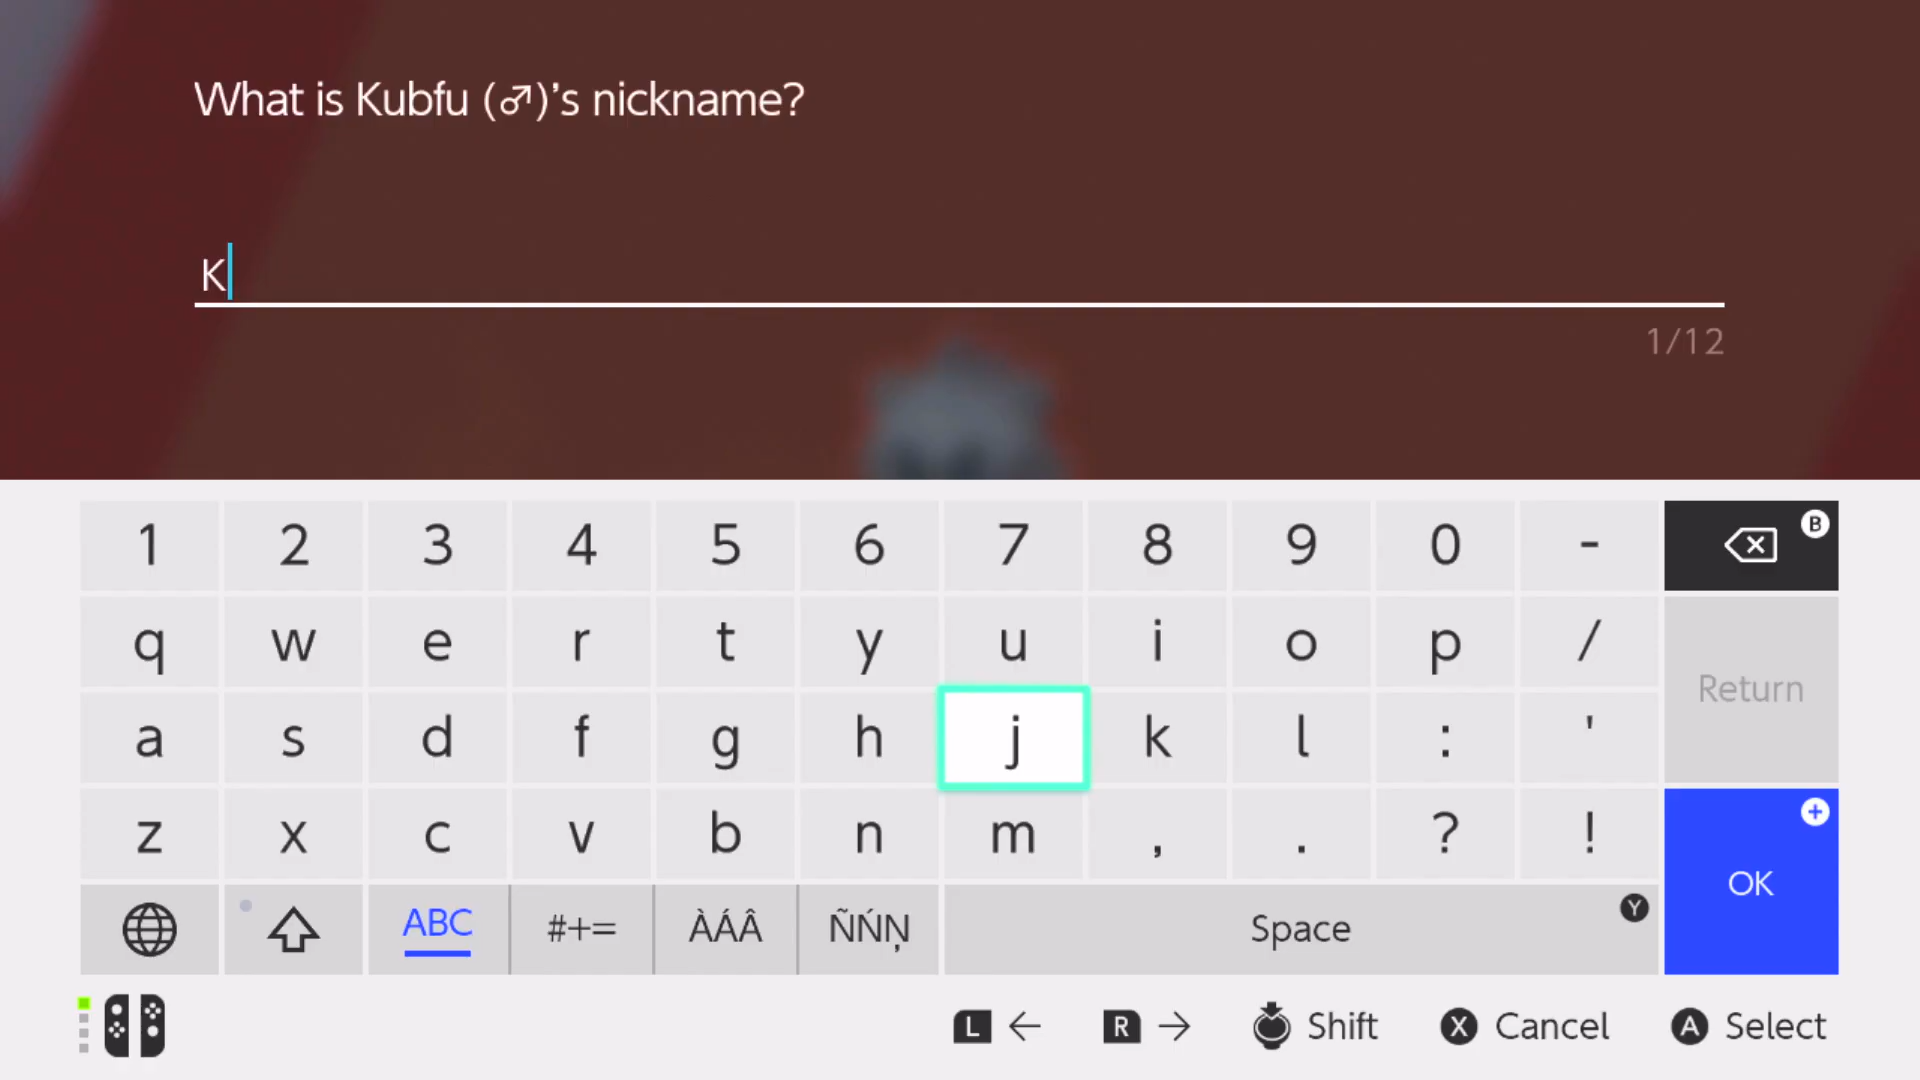 What is Kubfu (♂)'s nickname?
K
1/12
1 2 3 4 5 6 7 8 9 0 - B
q w e r t y u i o p / Return
a s d f g h j k l : '
z x c v b n m , . ? ! + OK
ABC #+= ÀÁÂ ÑŃŅ Space Y
L ← R → Shift X Cancel A Select